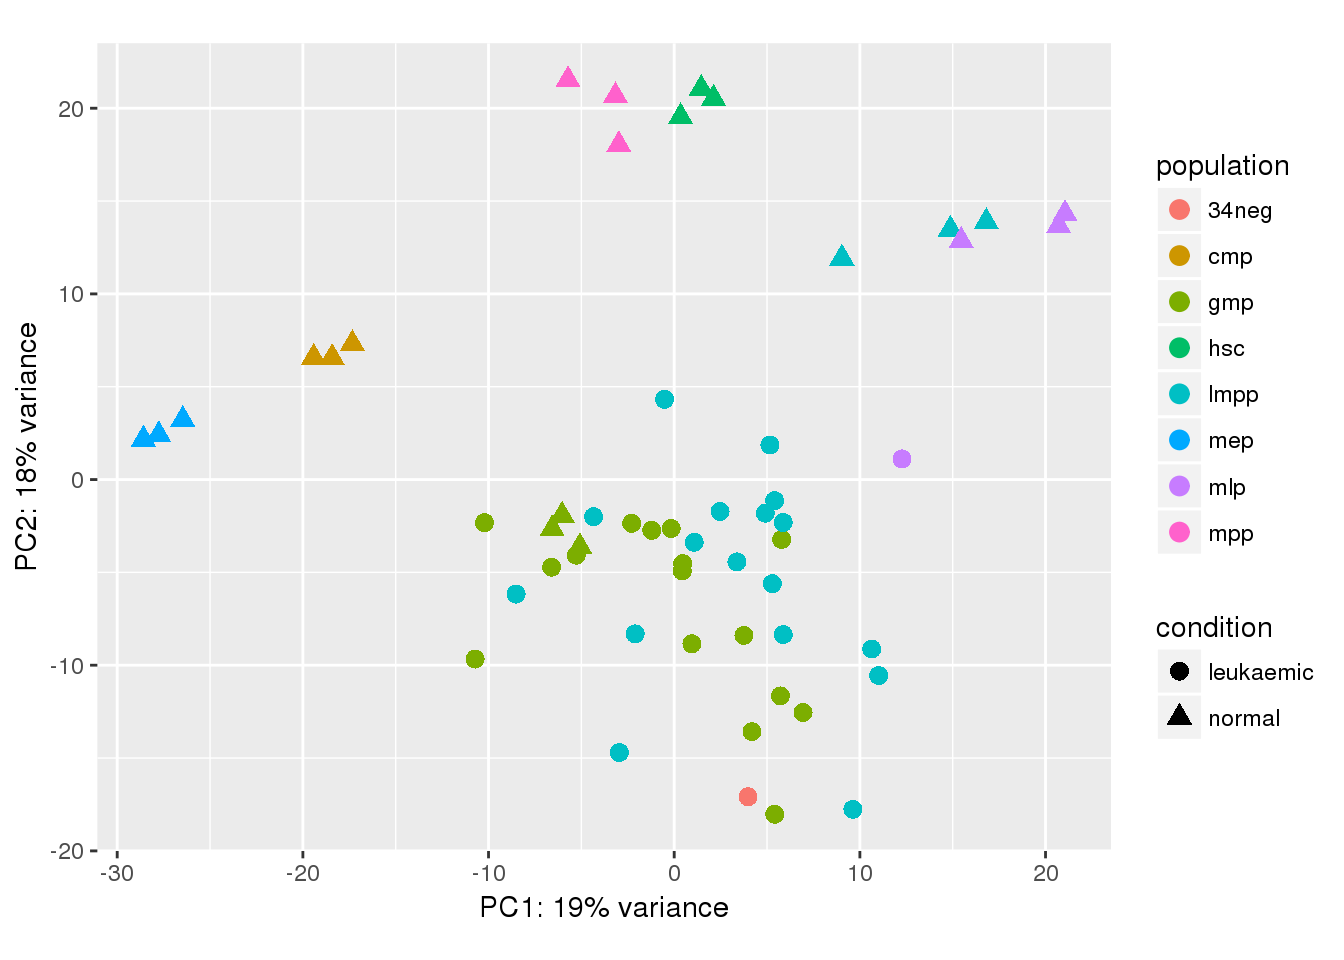 20
10
0
-10
-20
PC2: 18% variance
-30
-20
-10
0
10
20
PC1: 19% variance
population
34neg
cmp
gmp
hsc
lmpp
mep
mlp
mpp
condition
leukaemic
normal